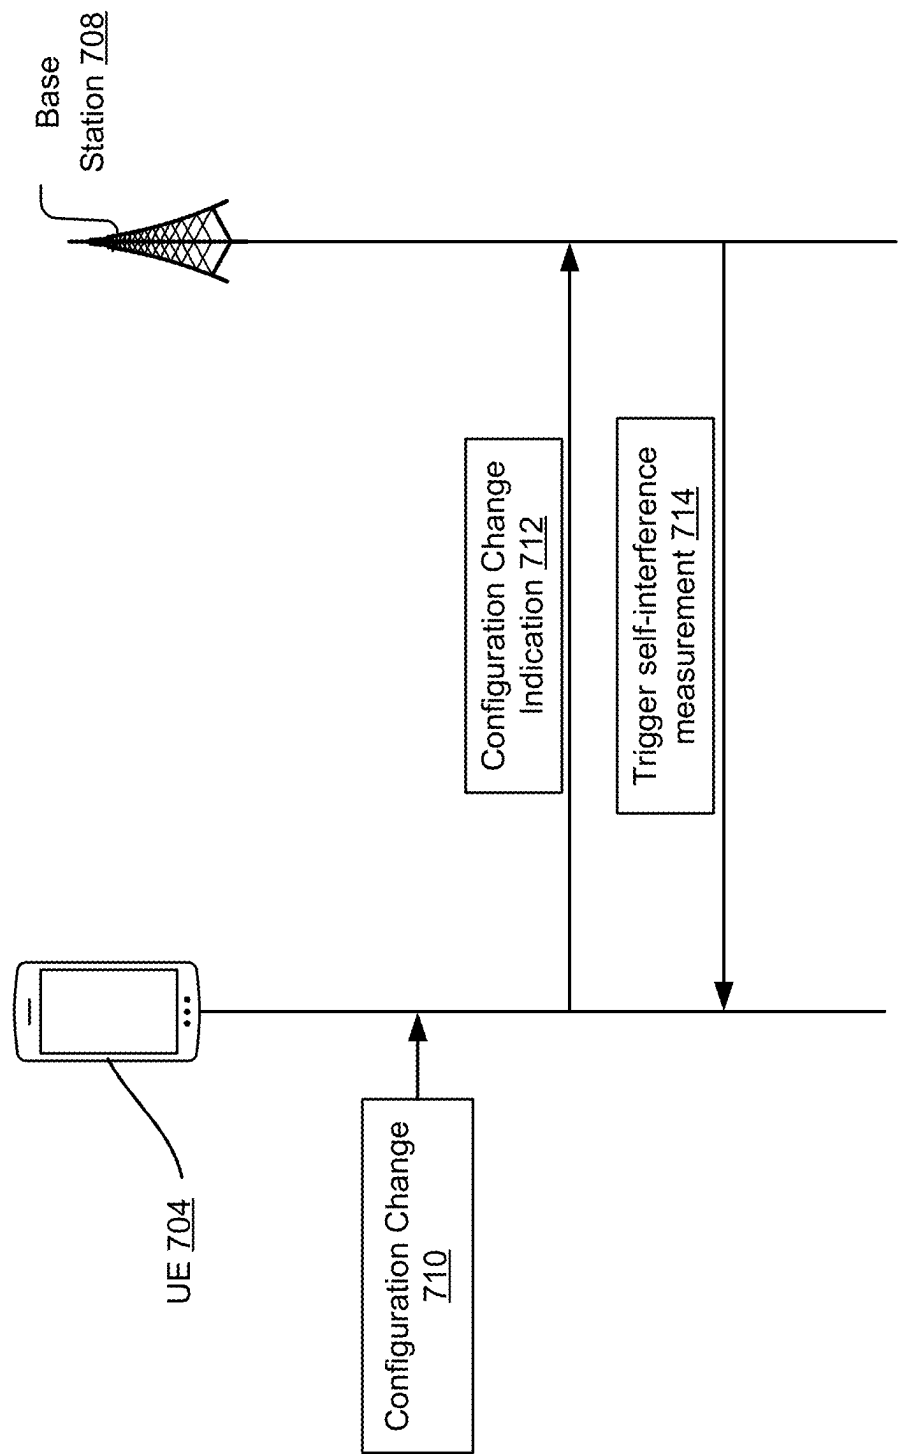 UE 704
Base
Station 708
Configuration Change
710
Configuration Change
Indication 712
Trigger self-interference
measurement 714